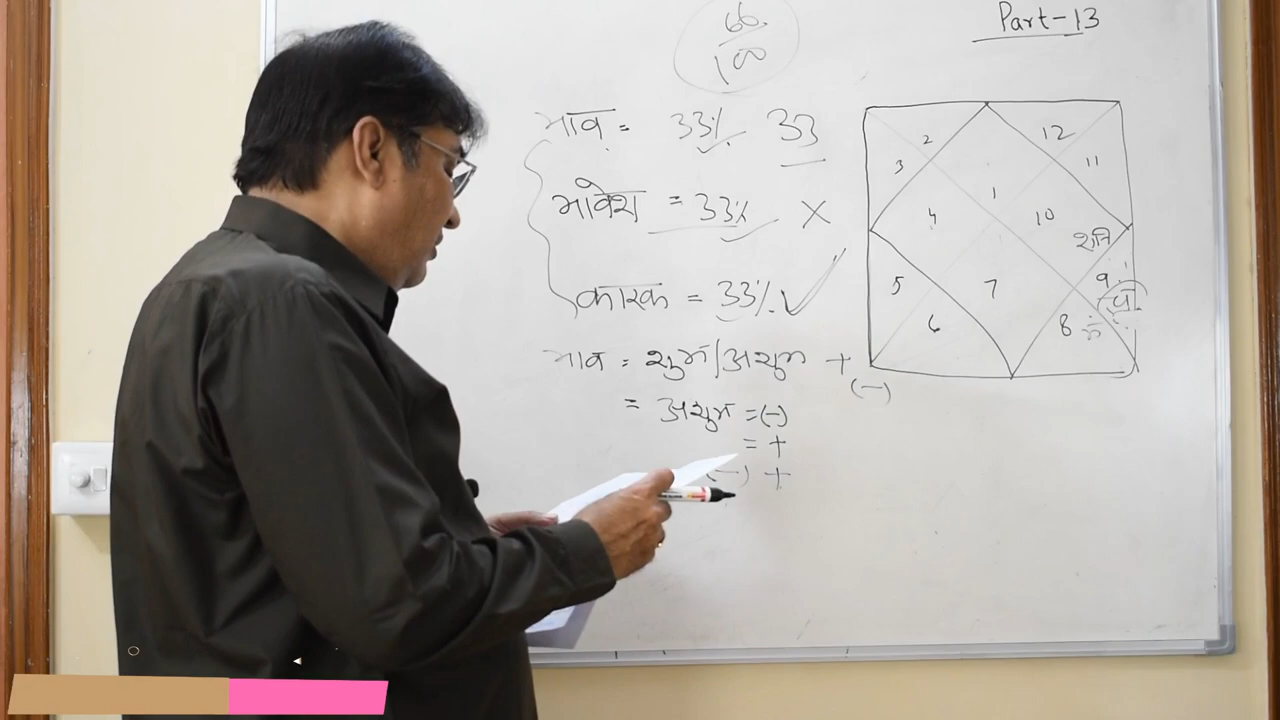 Part-13
66.
100
भाव = 33% 33
भावेश = 33% ×
कारक = 33% ✓
भाव = शुभ/अशुभ +
(-)
= अशुभ = (-)
= +
(-) +
2
12
3
11
1
4
10
शनि
5
7
9
6
8